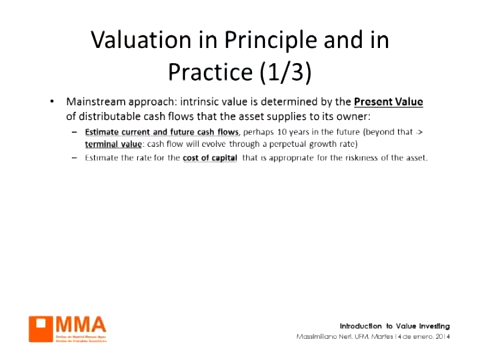 Valuation in Principle and in
Practice (1/3)
• Mainstream approach: intrinsic value is determined by the Present Value
of distributable cash flows that the asset supplies to its owner:
– Estimate current and future cash flows, perhaps 10 years in the future (beyond that ->
terminal value: cash flow will evolve through a perpetual growth rate)
– Estimate the rate for the cost of capital that is appropriate for the riskiness of the asset.
MMA
Introduction to Value Investing
Massimiliano Neri, UFM, Martes 14 de enero, 2014